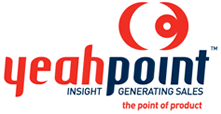 yeahpoint™
INSIGHT GENERATING SALES
the point of product